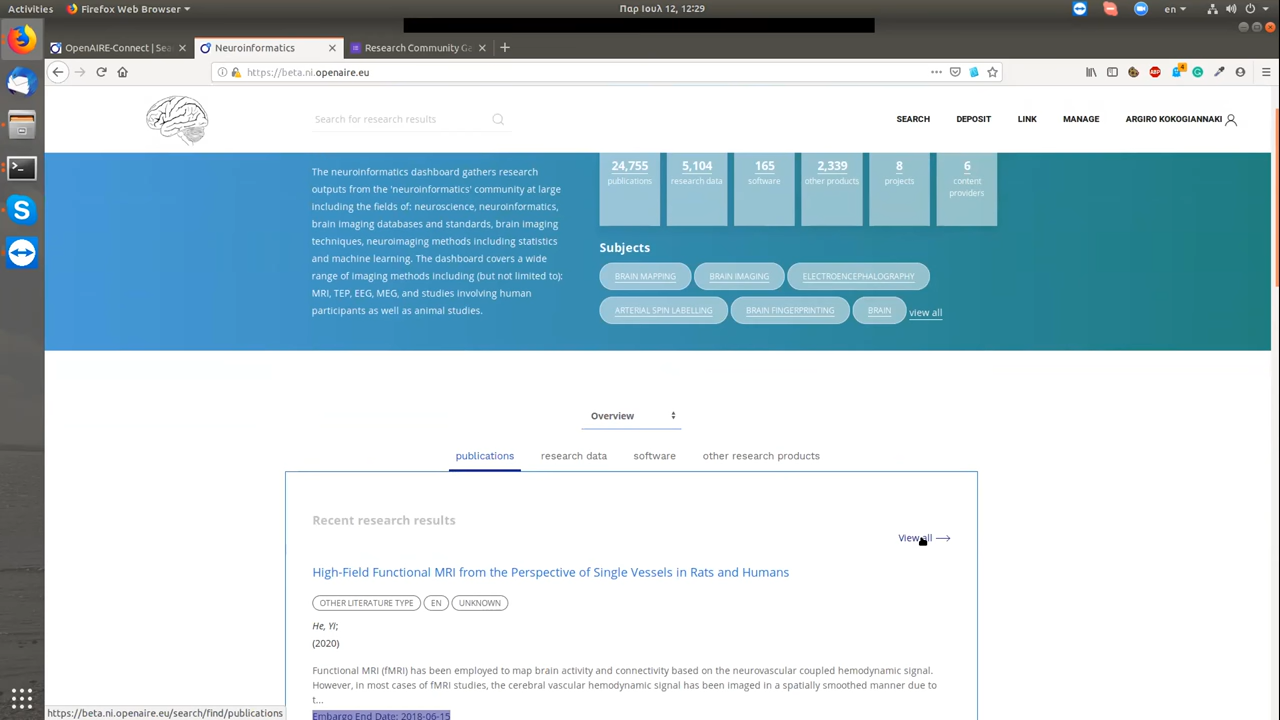 Activities
Firefox Web Browser
Παρ Ιουλ 12, 12:29
en
OpenAIRE-Connect | Sea
Neuroinformatics
Research Community Ga
https://beta.ni.openaire.eu
4
Search for research results
SEARCH
DEPOSIT
LINK
MANAGE
ARGIRO KOKOGIANNAKI
The neuroinformatics dashboard gathers research
outputs from the 'neuroinformatics' community at large
including the fields of: neuroscience, neuroinformatics,
brain imaging databases and standards, brain imaging
techniques, neuroimaging methods including statistics
and machine learning. The dashboard covers a wide
range of imaging methods including (but not limited to):
MRI, TEP, EEG, MEG, and studies involving human
participants as well as animal studies.
24,755
publications
5,104
research data
165
software
2,339
other products
8
projects
6
content
providers
Subjects
BRAIN MAPPING
BRAIN IMAGING
ELECTROENCEPHALOGRAPHY
ARTERIAL SPIN LABELLING
BRAIN FINGERPRINTING
BRAIN
view all
Overview
publications
research data
software
other research products
Recent research results
View all
High-Field Functional MRI from the Perspective of Single Vessels in Rats and Humans
OTHER LITERATURE TYPE
EN
UNKNOWN
He, Yi;
(2020)
Functional MRI (fMRI) has been employed to map brain activity and connectivity based on the neurovascular coupled hemodynamic signal.
However, in most cases of fMRI studies, the cerebral vascular hemodynamic signal has been imaged in a spatially smoothed manner due to
t...
Embargo End Date: 2018-06-15
https://beta.ni.openaire.eu/search/find/publications